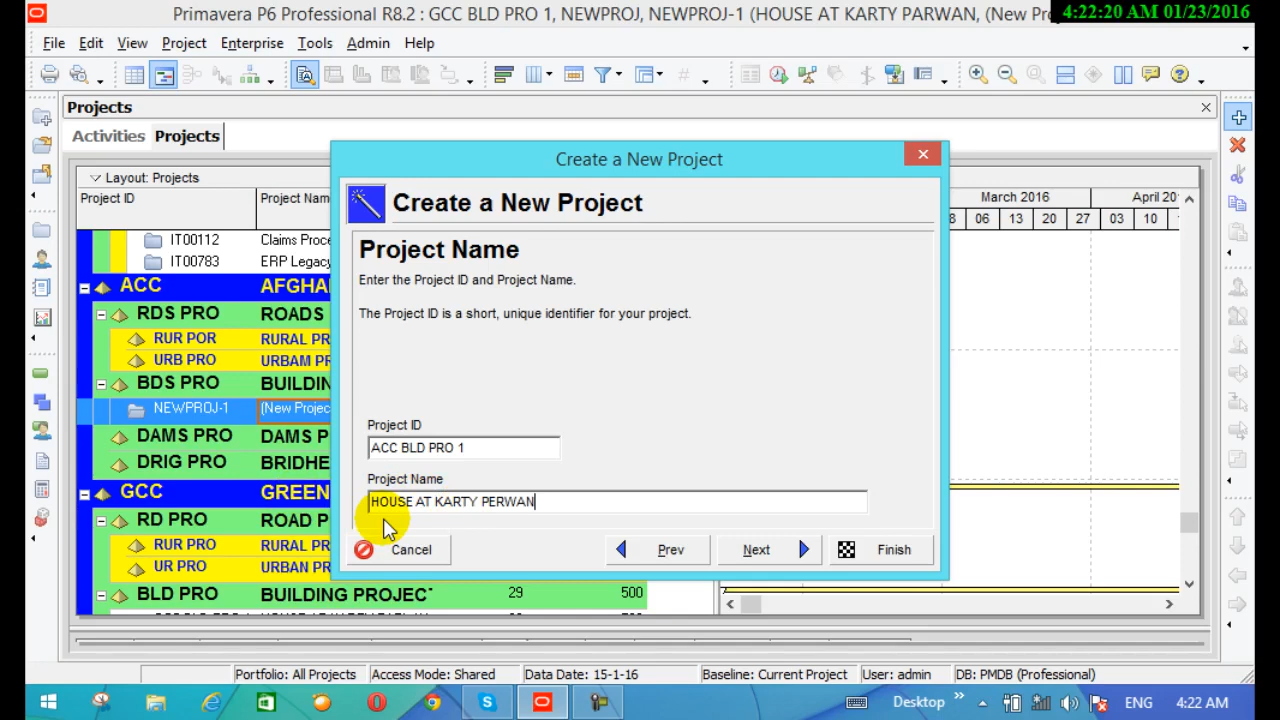 Primavera P6 Professional R8.2 : GCC BLD PRO 1, NEWPROJ, NEWPROJ-1 (HOUSE AT KARTY PARWAN, (New Pro
4:22:20 AM 01/23/2016
File Edit View Project Enterprise Tools Admin Help
Projects
Activities Projects
Layout: Projects
Project ID Project Nam March 2016 April 20
06 13 20 27 03 10
IT00112 Claims Proce
IT00783 ERP Legacy
ACC AFGHA
RDS PRO ROADS
RUR POR RURAL PR
URB PRO URBAM PR
BDS PRO BUILDIN
NEWPROJ-1 (New Projec
DAMS PRO DAMS P
DRIG PRO BRIDHE
GCC GREEN
RD PRO ROAD P
RUR PRO RURAL PR
UR PRO URBAN PR
BLD PRO BUILDING PROJEC 29 500
Create a New Project
Create a New Project
Project Name
Enter the Project ID and Project Name.
The Project ID is a short, unique identifier for your project.
Project ID
ACC BLD PRO 1
Project Name
HOUSE AT KARTY PERWAN
Cancel Prev Next Finish
Portfolio: All Projects Access Mode: Shared Data Date: 15-1-16 Baseline: Current Project User: admin DB: PMDB (Professional)
Desktop ENG 4:22 AM